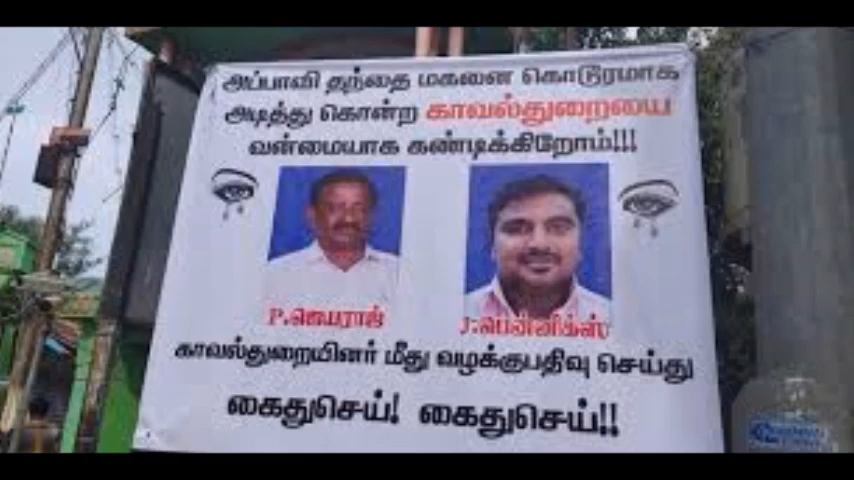 அப்பாவி தந்தை மகனை கொடூரமாக
அடித்து கொன்ற காவல்துறையை
வன்மையாக கண்டிக்கிறோம்!!!
P.ஜெயராஜ்
J.பென்னிக்ஸ்
காவல்துறையினர் மீது வழக்குபதிவு செய்து
கைதுசெய்! கைதுசெய்!!